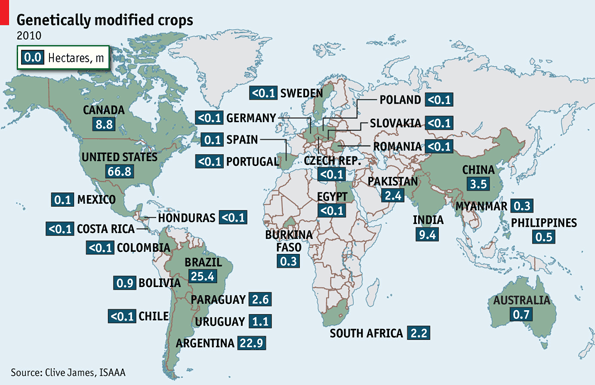 Genetically modified crops
2010
0.0 Hectares, m
<0.1 SWEDEN
POLAND <0.1
CANADA
8.8
<0.1 GERMANY
SLOVAKIA <0.1
0.1 SPAIN
ROMANIA <0.1
UNITED STATES
66.8
<0.1 PORTUGAL
CZECH REP.
<0.1
CHINA
3.5
PAKISTAN
2.4
0.1 MEXICO
EGYPT
<0.1
MYANMAR 0.3
HONDURAS <0.1
INDIA
9.4
PHILIPPINES
0.5
<0.1 COSTA RICA
BURKINA
FASO
0.3
<0.1 COLOMBIA
BRAZIL
25.4
0.9 BOLIVIA
PARAGUAY 2.6
AUSTRALIA
0.7
<0.1 CHILE
URUGUAY 1.1
SOUTH AFRICA 2.2
ARGENTINA 22.9
Source: Clive James, ISAAA